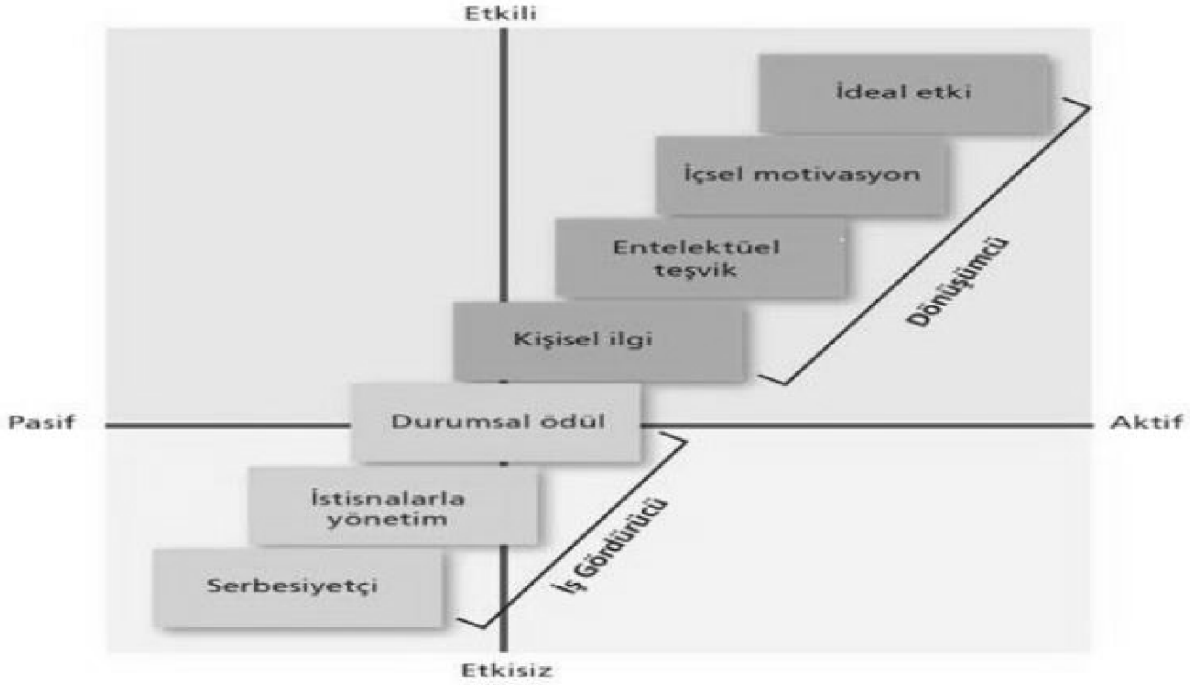 Etkili
İdeal etki
İçsel motivasyon
Entelektüel
teşvik
Dönüşümcü
Kişisel ilgi
Pasif
Durumsal ödül
Aktif
İstisnalarla
yönetim
İş Gördürücü
Serbesiyetçi
Etkisiz